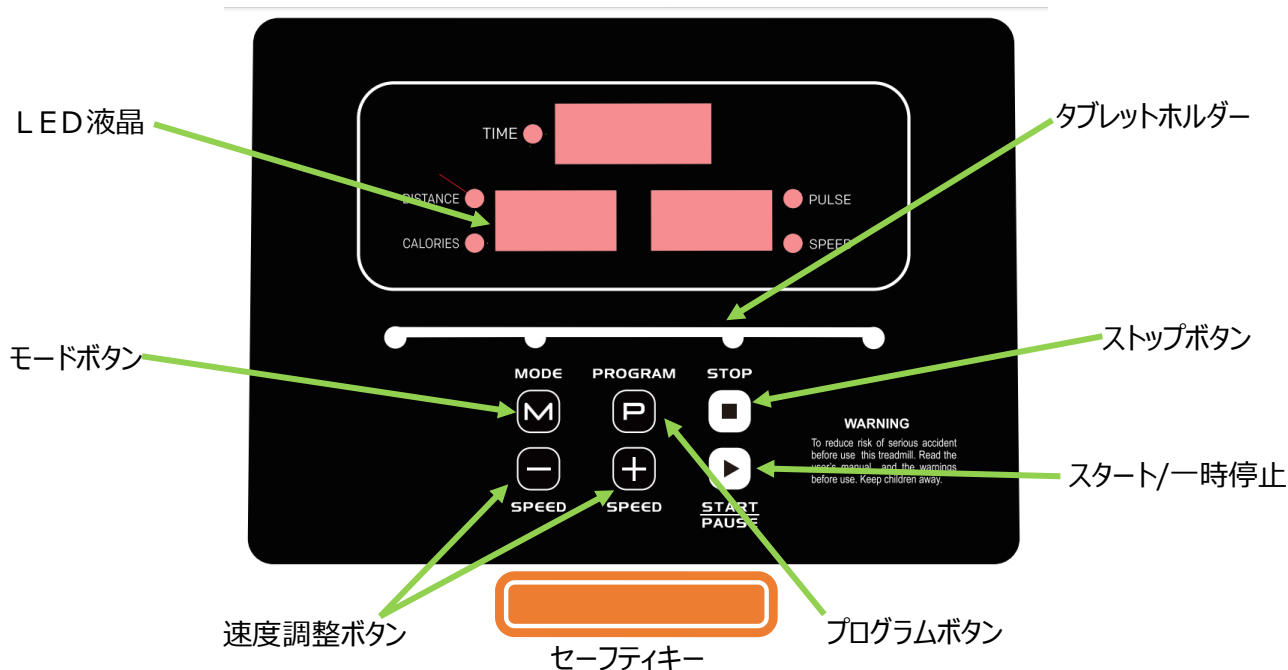 LED液晶
タブレットホルダー
TIME
DISTANCE
PULSE
CALORIES
SPEED
モードボタン
ストップボタン
MODE
PROGRAM
STOP
M
P
WARNING
To reduce risk of serious accident
before use this treadmill. Read the
user's manual and the warnings
before use. Keep children away.
スタート/一時停止
SPEED
SPEED
START
PAUSE
速度調整ボタン
プログラムボタン
セーフティキー